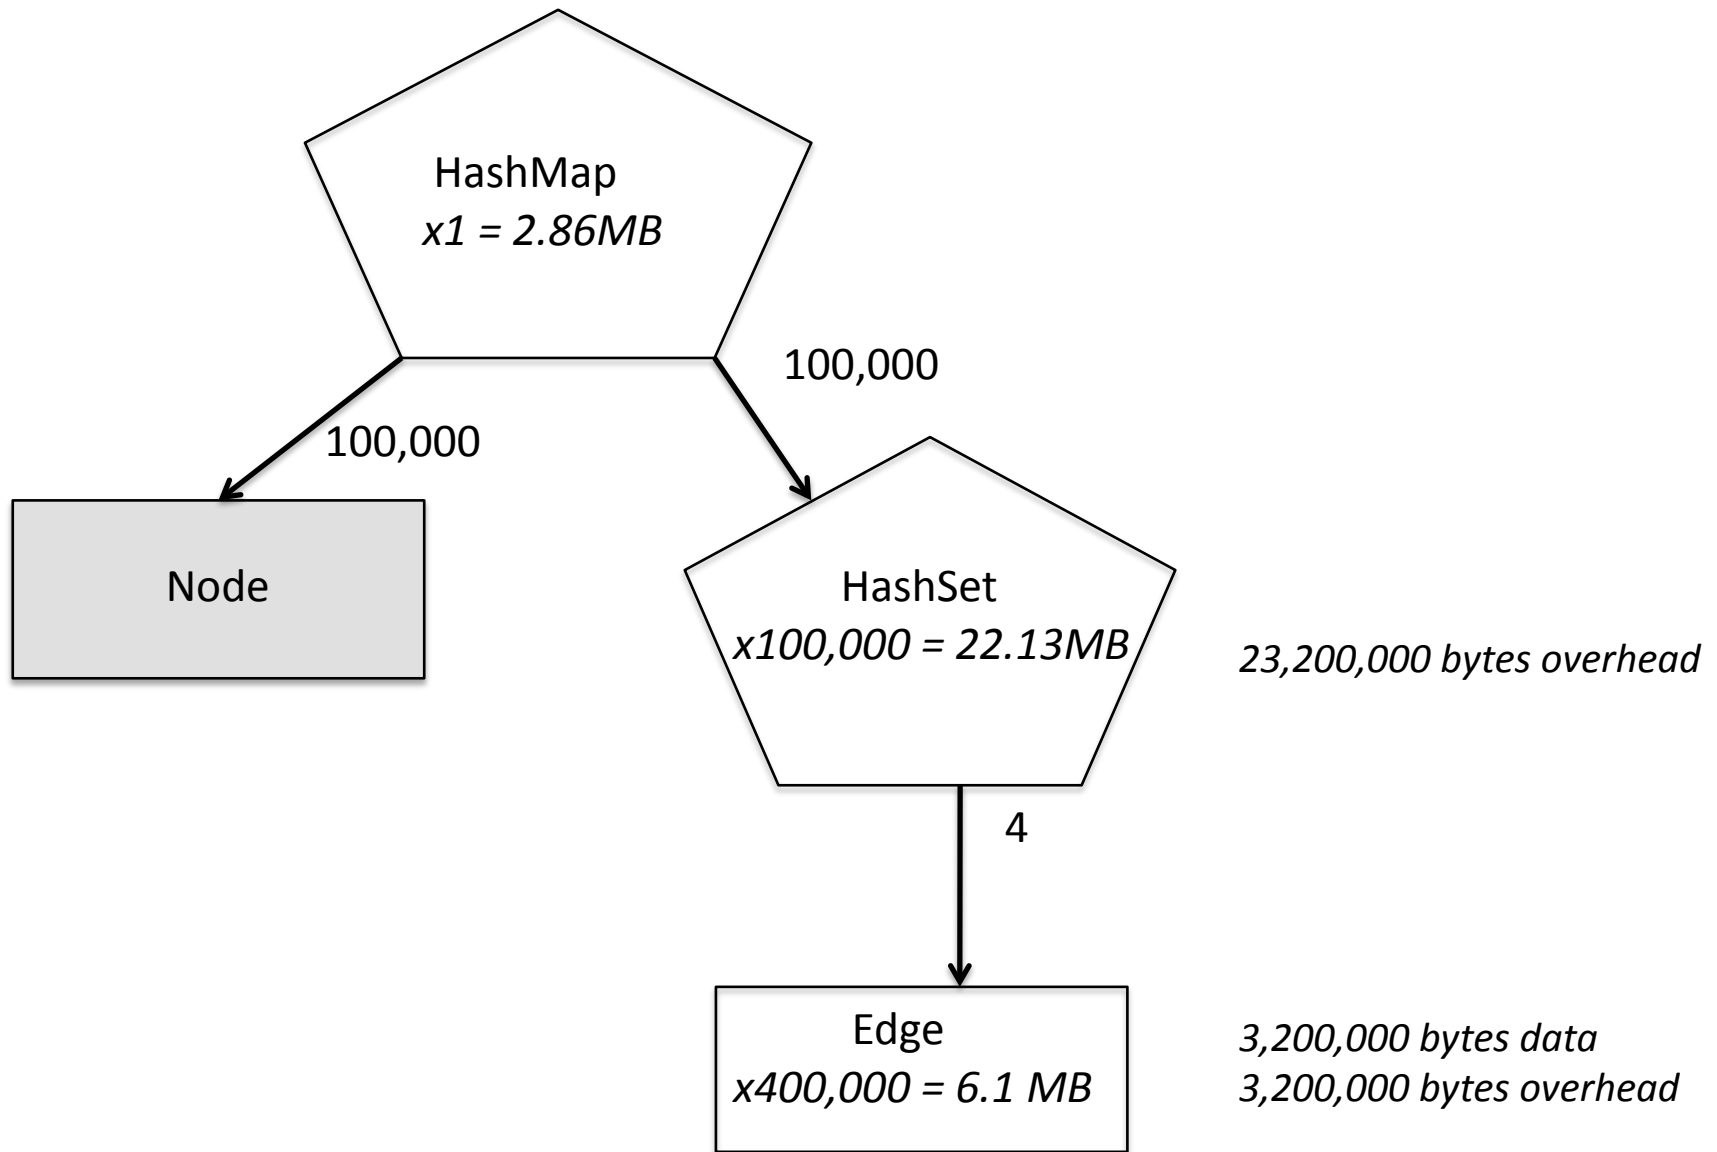 HashMap
x1 = 2.86MB
100,000
100,000
Node
HashSet
x100,000 = 22.13MB
23,200,000 bytes overhead
4
Edge
x400,000 = 6.1 MB
3,200,000 bytes data
3,200,000 bytes overhead